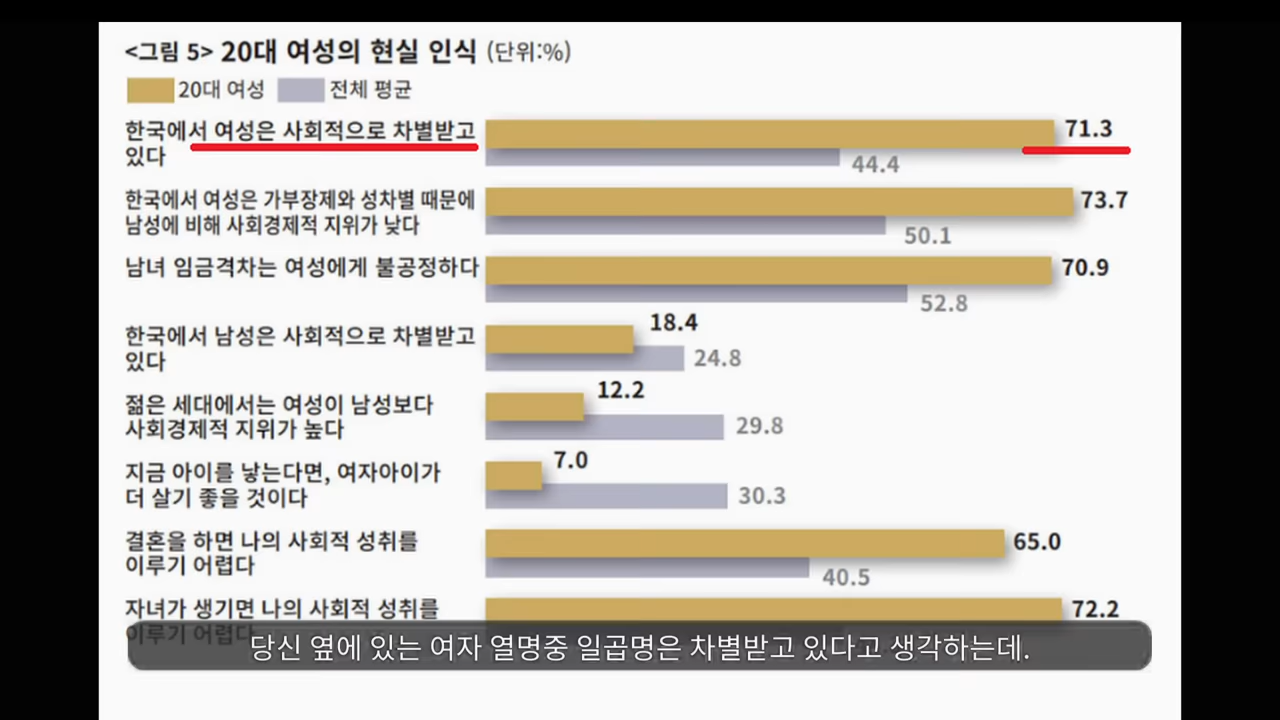 <그림 5> 20대 여성의 현실 인식 (단위:%)
20대 여성 전체 평균
한국에서 여성은 사회적으로 차별받고
있다
71.3
44.4
한국에서 여성은 가부장제와 성차별 때문에
남성에 비해 사회경제적 지위가 낮다
73.7
50.1
남녀 임금격차는 여성에게 불공정하다
70.9
52.8
한국에서 남성은 사회적으로 차별받고
있다
18.4
24.8
젊은 세대에서는 여성이 남성보다
사회경제적 지위가 높다
12.2
29.8
지금 아이를 낳는다면, 여자아이가
더 살기 좋을 것이다
7.0
30.3
결혼을 하면 나의 사회적 성취를
이루기 어렵다
65.0
40.5
자녀가 생기면 나의 사회적 성취를
이루기 어렵다
72.2
당신 옆에 있는 여자 열명중 일곱명은 차별받고 있다고 생각하는데.